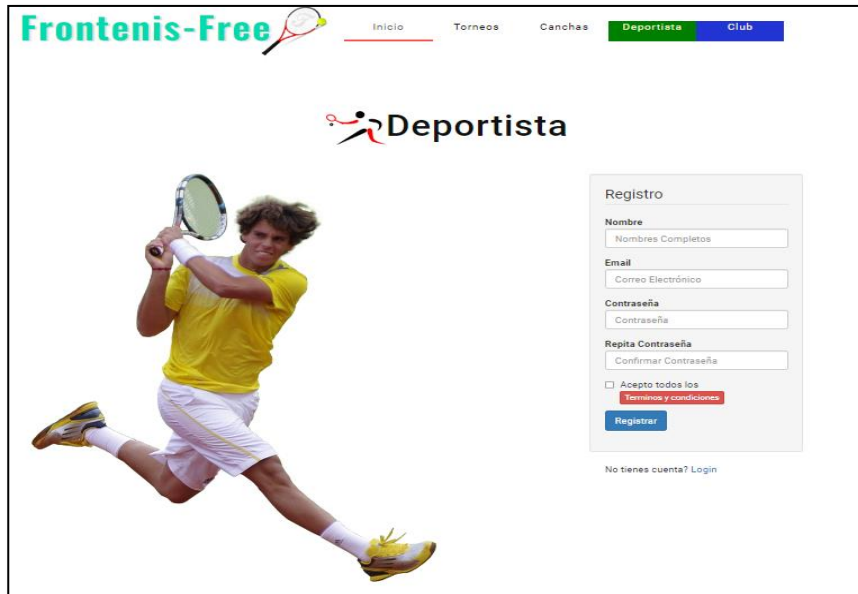 Frontenis-Free
Inicio Torneos Canchas Deportista Club
Deportista
Registro
Nombre
Nombres Completos
Email
Correo Electrónico
Contraseña
Contraseña
Repita Contraseña
Confirmar Contraseña
Acepto todos los
Terminos y condiciones
Registrar
No tienes cuenta? Login